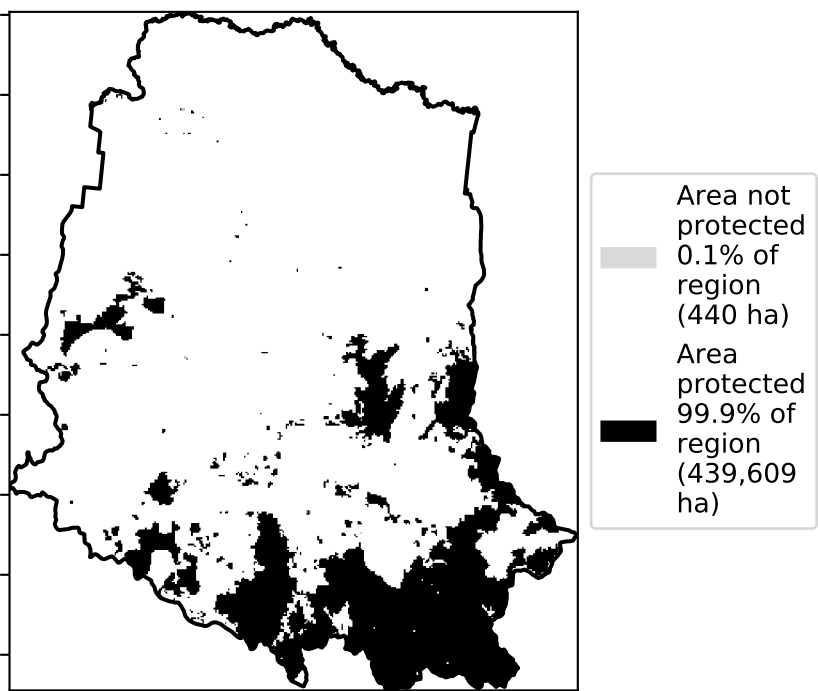 Area not
protected
0.1% of
region
(440 ha)
Area
protected
99.9% of
region
(439,609
ha)